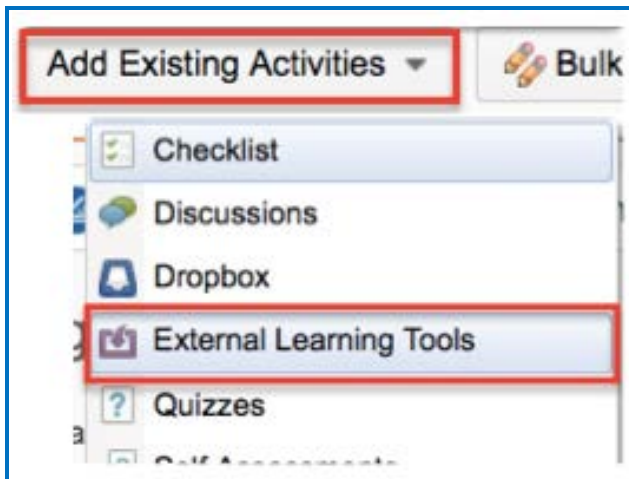 Add Existing Activities
Bulk
Checklist
Discussions
Dropbox
External Learning Tools
Quizzes